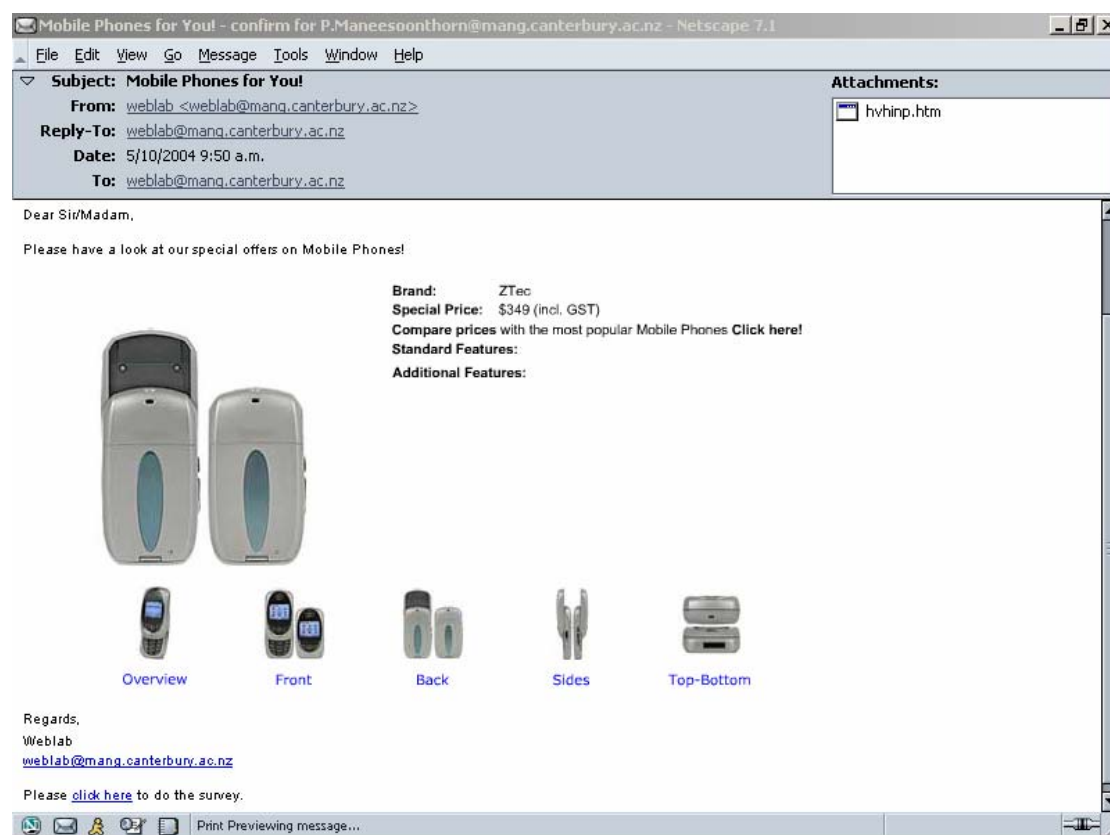 Mobile Phones for You! - confirm for P.Maneesoonthorn@mang.canterbury.ac.nz - Netscape 7.1
File Edit View Go Message Tools Window Help
Subject: Mobile Phones for You!
From: weblab <weblab@mang.canterbury.ac.nz>
Reply-To: weblab@mang.canterbury.ac.nz
Date: 5/10/2004 9:50 a.m.
To: weblab@mang.canterbury.ac.nz
Attachments:
hvhinp.htm
Dear Sir/Madam,
Please have a look at our special offers on Mobile Phones!
Brand: ZTec
Special Price: $349 (incl. GST)
Compare prices with the most popular Mobile Phones Click here!
Standard Features:
Additional Features:
Overview Front Back Sides Top-Bottom
Regards,
Weblab
weblab@mang.canterbury.ac.nz
Please click here to do the survey.
Print Previewing message...